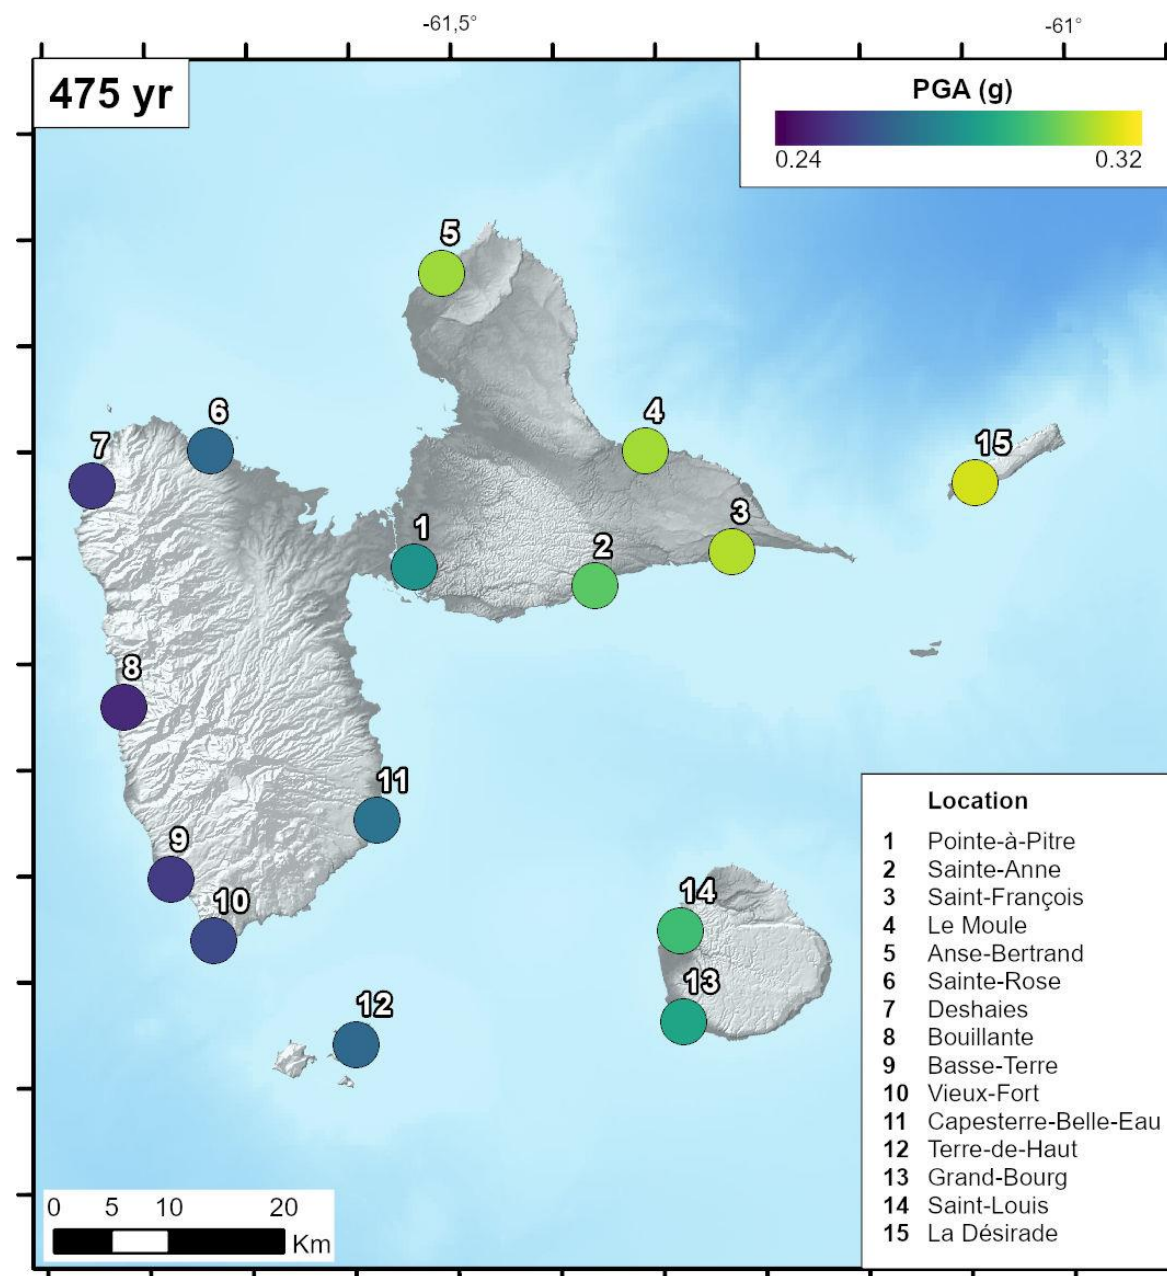 -61,5°
-61°
475 yr
PGA (g)
0.24 0.32
5
4
6
7
15
3
1
2
8
11
9
10
14
13
12
Location
1 Pointe-à-Pitre
2 Sainte-Anne
3 Saint-François
4 Le Moule
5 Anse-Bertrand
6 Sainte-Rose
7 Deshaies
8 Bouillante
9 Basse-Terre
10 Vieux-Fort
11 Capesterre-Belle-Eau
12 Terre-de-Haut
13 Grand-Bourg
14 Saint-Louis
15 La Désirade
0 5 10 20
Km